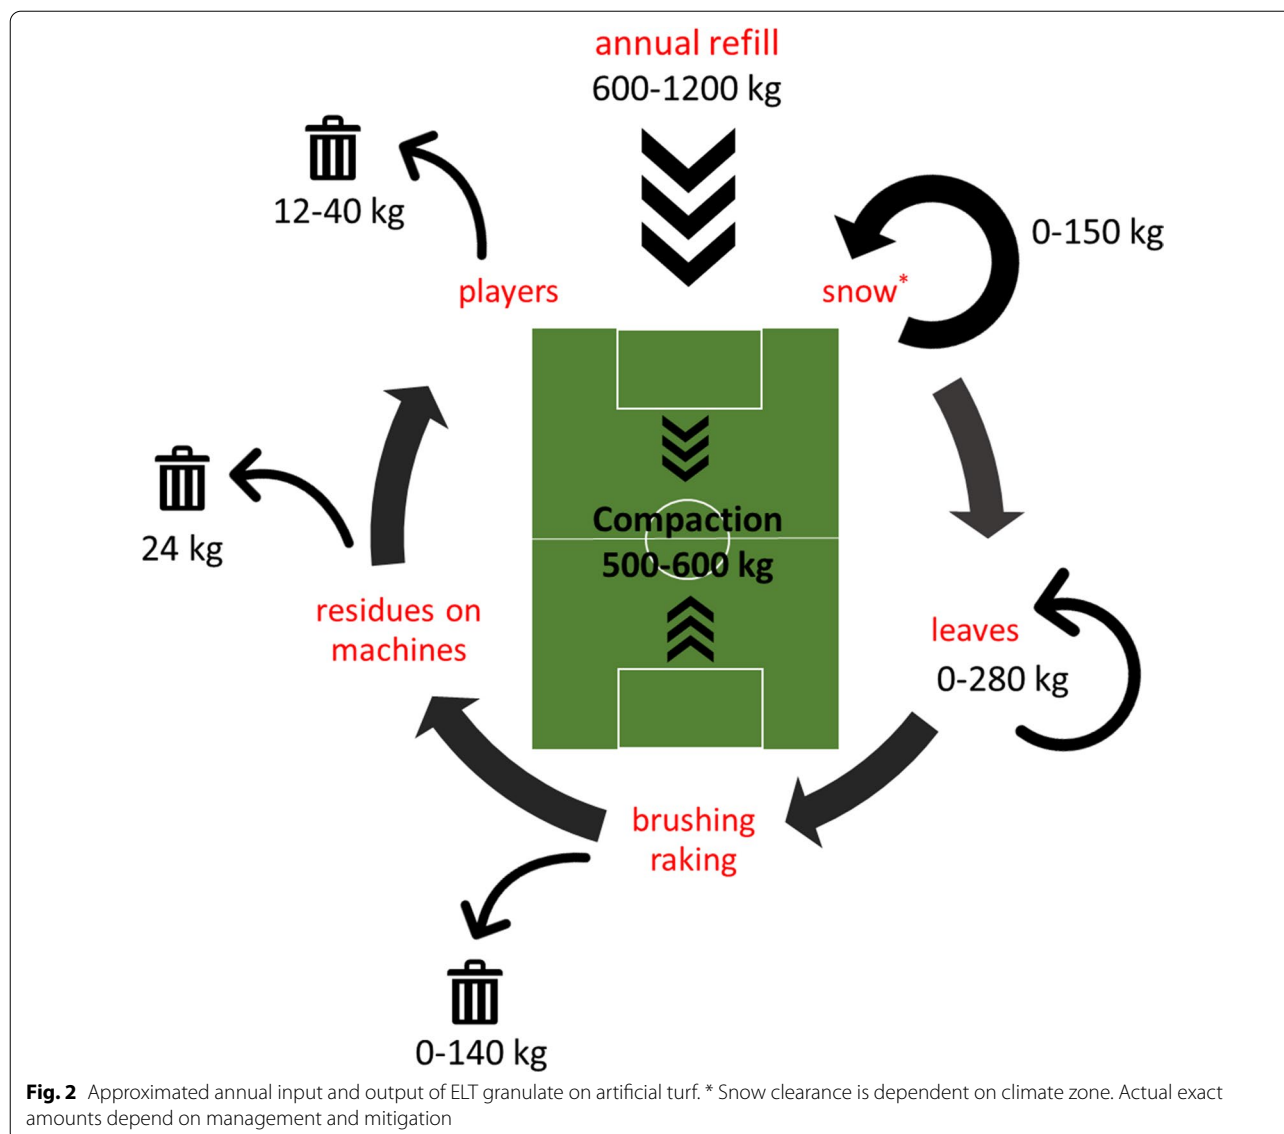 annual refill
600-1200 kg
12-40 kg
players
snow*
0-150 kg
24 kg
Compaction
500-600 kg
residues on
machines
leaves
0-280 kg
brushing
raking
0-140 kg
Fig. 2 Approximated annual input and output of ELT granulate on artificial turf. * Snow clearance is dependent on climate zone. Actual exact
amounts depend on management and mitigation